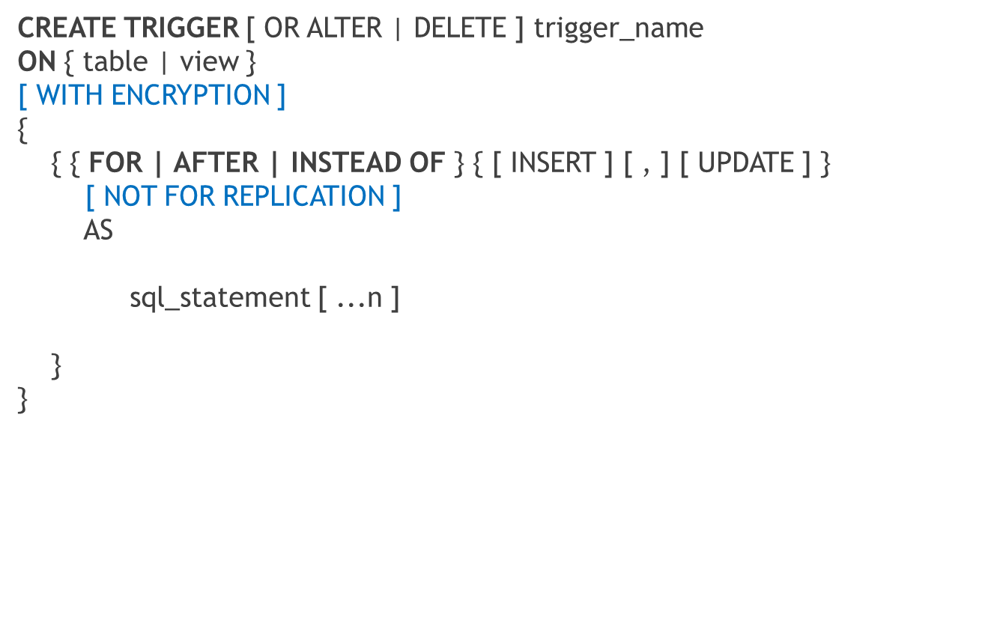 CREATE TRIGGER [ OR ALTER | DELETE ] trigger_name
ON { table | view }
[ WITH ENCRYPTION ]
{
{ { FOR | AFTER | INSTEAD OF } { [ INSERT ] [ , ] [ UPDATE ] }
[ NOT FOR REPLICATION ]
AS
sql_statement [ ...n ]
}
}